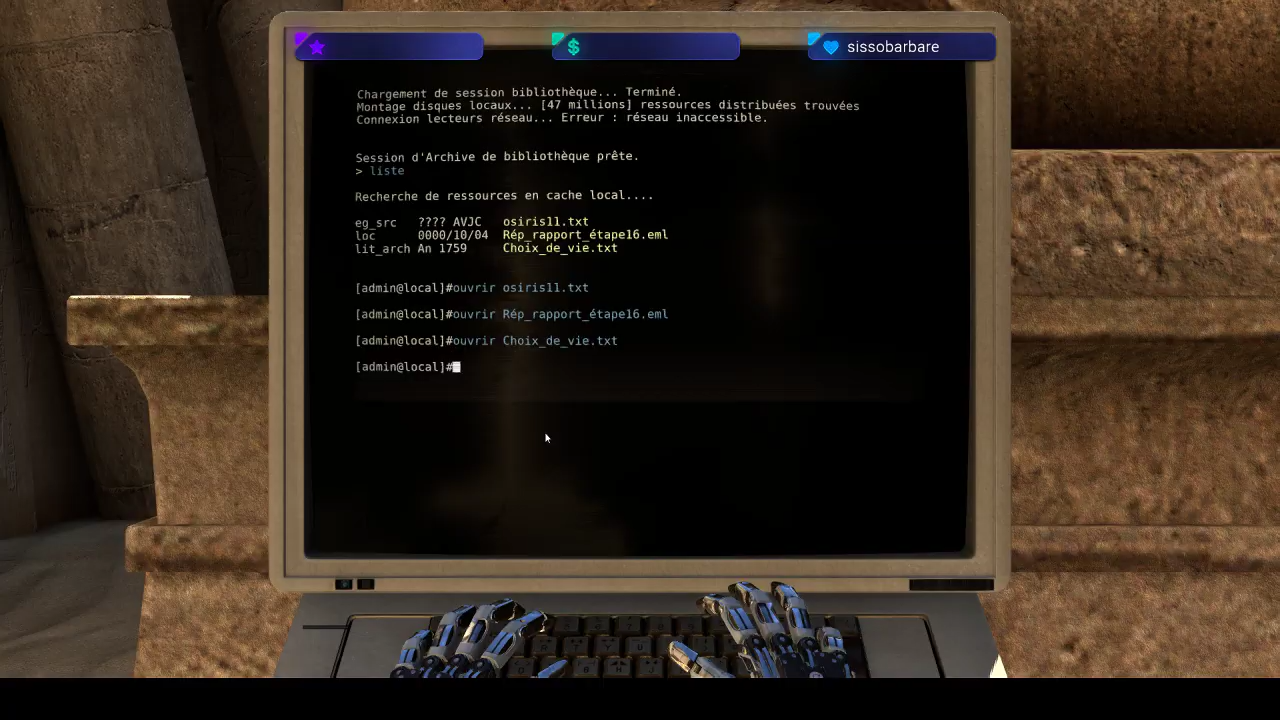 sissobarbare
Chargement de session bibliothèque... Terminé.
Montage disques locaux... [47 millions] ressources distribuées trouvées
Connexion lecteurs réseau... Erreur : réseau inaccessible.
Session d'Archive de bibliothèque prête.
> liste
Recherche de ressources en cache local....
eg_src ???? AVJC osiris11.txt
loc 0000/10/04 Rép_rapport_étape16.eml
lit_arch An 1759 Choix_de_vie.txt
[admin@local]#ouvrir osiris11.txt
[admin@local]#ouvrir Rép_rapport_étape16.eml
[admin@local]#ouvrir Choix_de_vie.txt
[admin@local]#